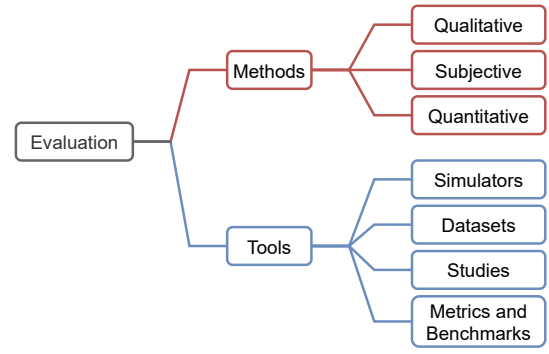 Evaluation
Methods
Qualitative
Subjective
Quantitative
Tools
Simulators
Datasets
Studies
Metrics and
Benchmarks